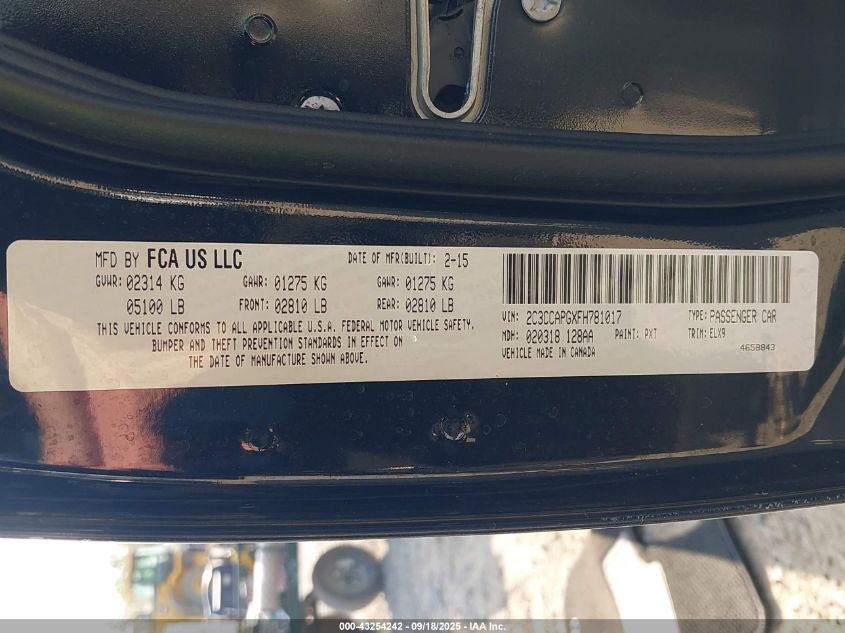 MFD BY FCA US LLC DATE OF MFR(BUILT): 2-15
GVWR: 02314 KG GAWR: 01275 KG GAWR: 01275 KG
05100 LB FRONT: 02810 LB REAR: 02810 LB
THIS VEHICLE CONFORMS TO ALL APPLICABLE U.S.A. FEDERAL MOTOR VEHICLE SAFETY,
BUMPER AND THEFT PREVENTION STANDARDS IN EFFECT ON
THE DATE OF MANUFACTURE SHOWN ABOVE.
VIN: 2C3CCAPGXFH781017 TYPE: PASSENGER CAR
MDH: 020318 128AA PAINT: PXT TRIM: ELX9
VEHICLE MADE IN CANADA 4658843
000-43254242 - 09/18/2025 - IAA Inc.